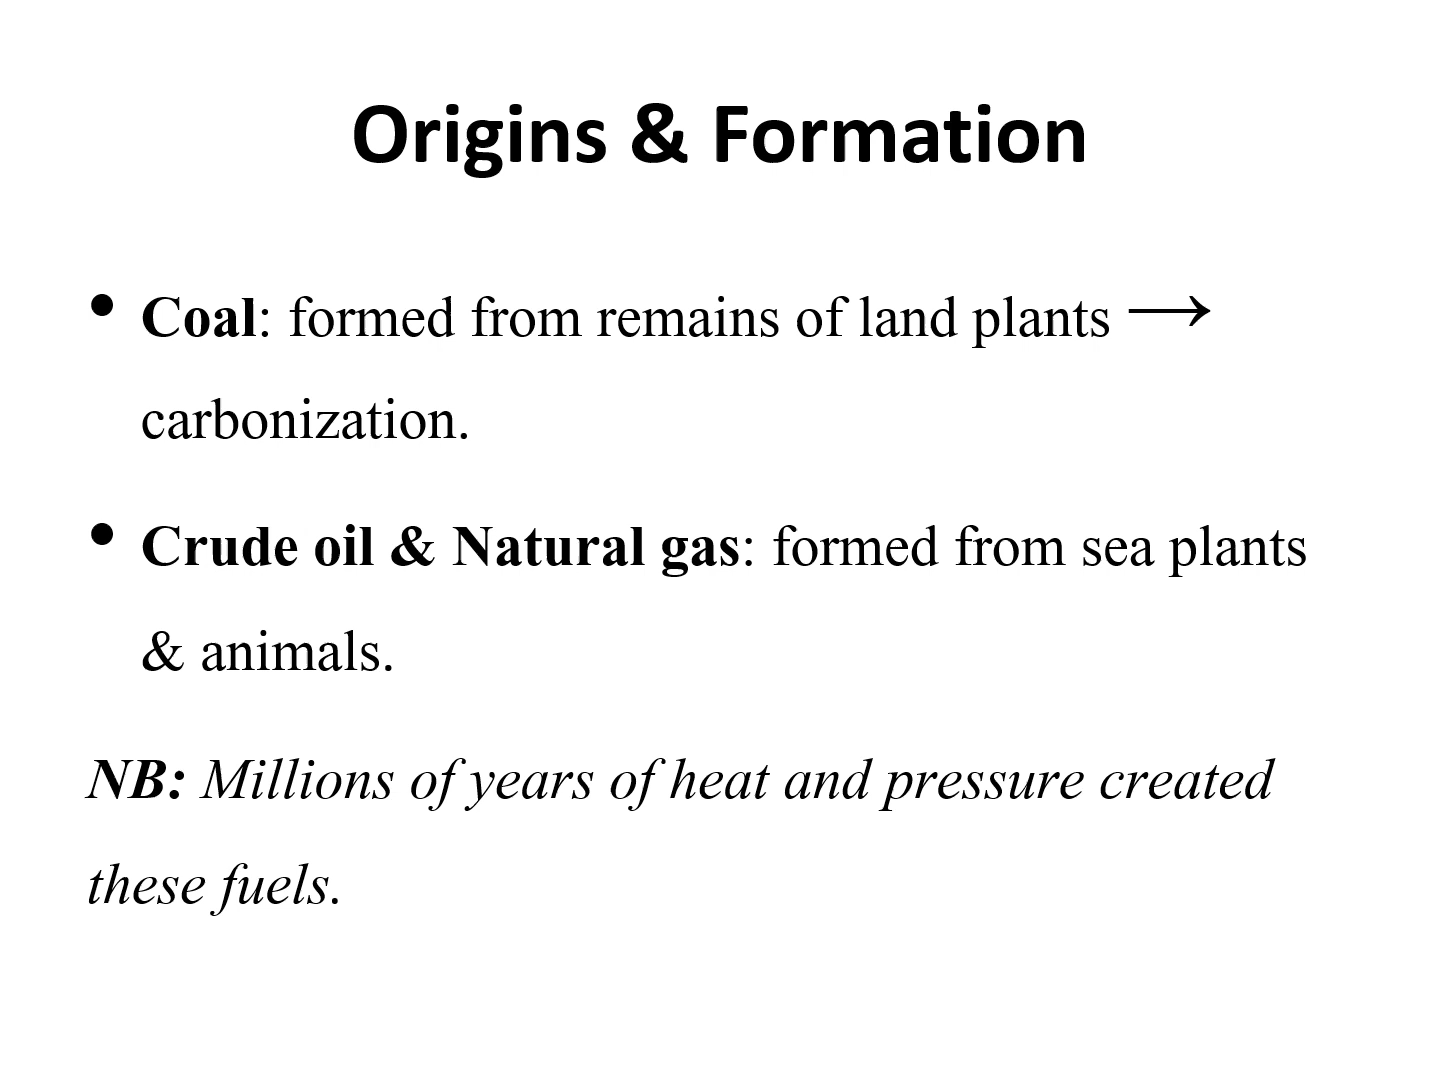 Origins & Formation
• Coal: formed from remains of land plants →
carbonization.
• Crude oil & Natural gas: formed from sea plants
& animals.
NB: Millions of years of heat and pressure created
these fuels.